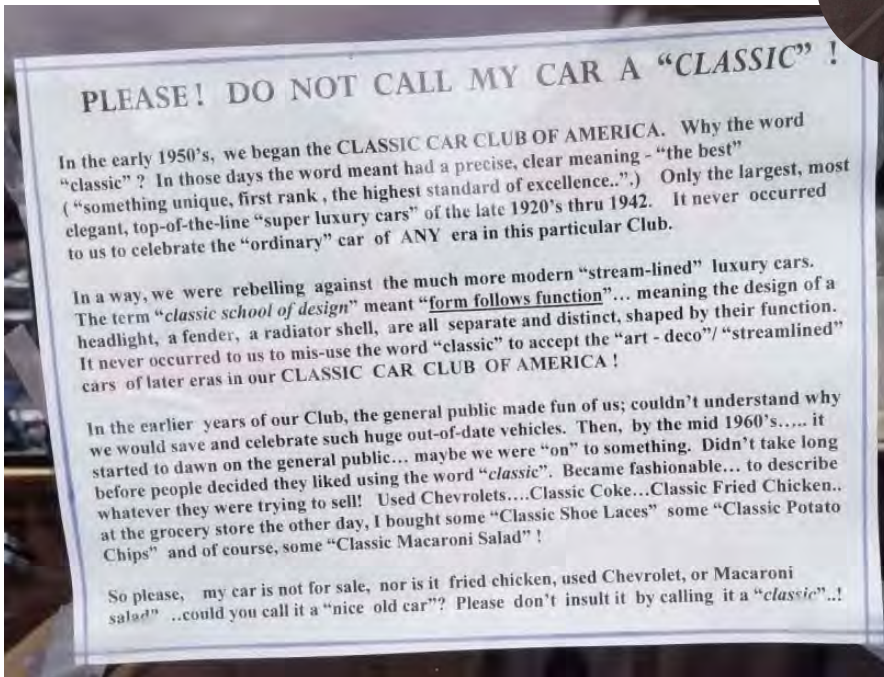 PLEASE! DO NOT CALL MY CAR A “CLASSIC” !
In the early 1950's, we began the CLASSIC CAR CLUB OF AMERICA. Why the word
“classic” ? In those days the word meant had a precise, clear meaning - “the best”
( “something unique, first rank , the highest standard of excellence..”.) Only the largest, most
elegant, top-of-the-line “super luxury cars” of the late 1920's thru 1942. It never occurred
to us to celebrate the “ordinary” car of ANY era in this particular Club.
In a way, we were rebelling against the much more modern “stream-lined” luxury cars.
The term “classic school of design” meant “form follows function”... meaning the design of a
headlight, a fender, a radiator shell, are all separate and distinct, shaped by their function.
It never occurred to us to mis-use the word “classic” to accept the “art - deco”/ “streamlined”
cars of later eras in our CLASSIC CAR CLUB OF AMERICA !
In the earlier years of our Club, the general public made fun of us; couldn't understand why
we would save and celebrate such huge out-of-date vehicles. Then, by the mid 1960's..... it
started to dawn on the general public... maybe we were “on” to something. Didn't take long
before people decided they liked using the word “classic”. Became fashionable... to describe
whatever they were trying to sell! Used Chevrolets....Classic Coke...Classic Fried Chicken..
at the grocery store the other day, I bought some “Classic Shoe Laces” some “Classic Potato
Chips” and of course, some “Classic Macaroni Salad” !
So please, my car is not for sale, nor is it fried chicken, used Chevrolet, or Macaroni
salad” ..could you call it a “nice old car”? Please don't insult it by calling it a “classic”..!